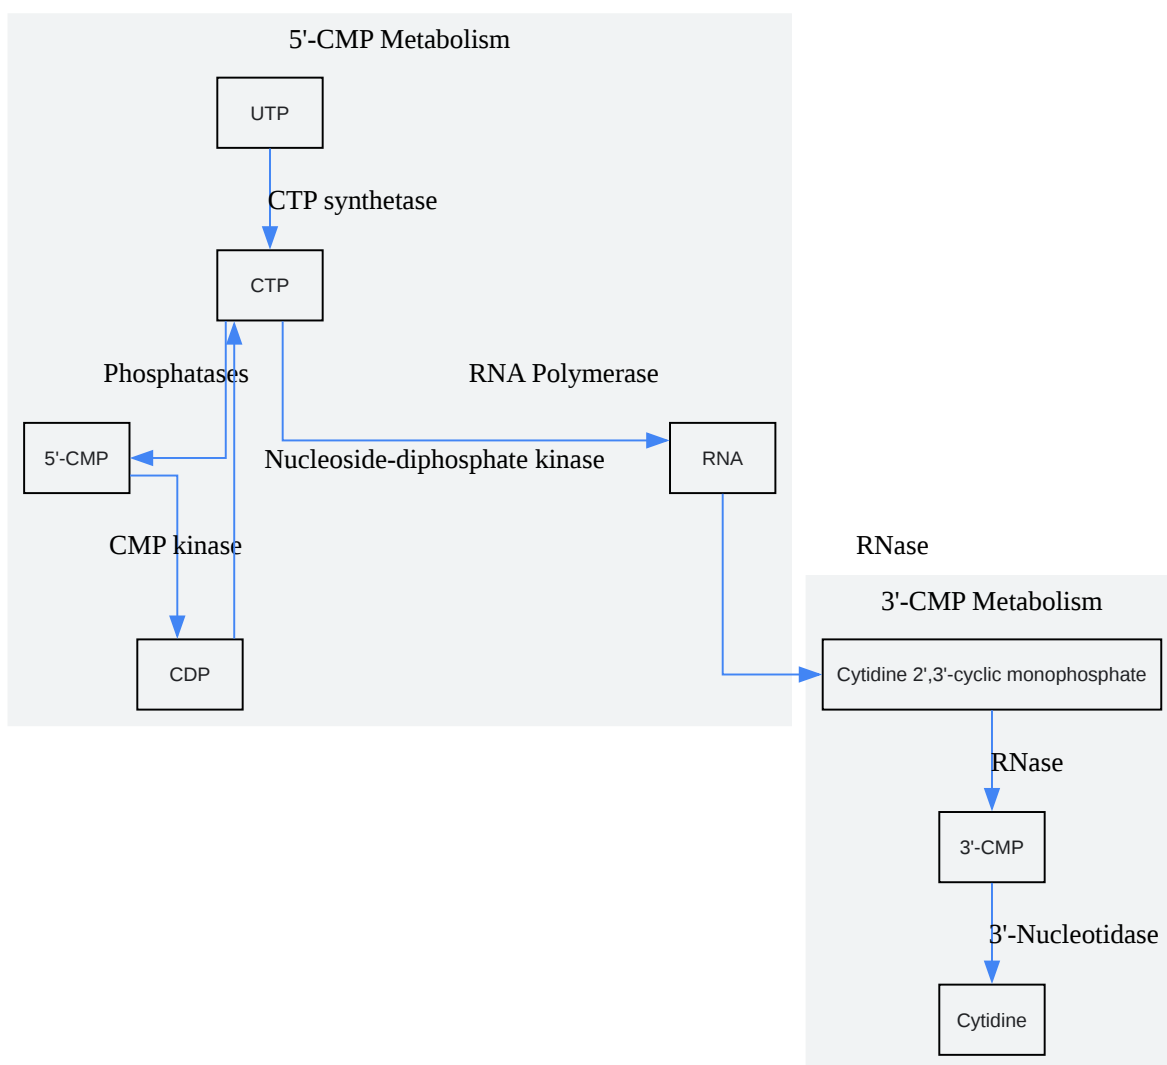 5'-CMP Metabolism
UTP
CTP synthetase
CTP
Phosphatases
RNA Polymerase
5'-CMP
Nucleoside-diphosphate kinase
RNA
CMP kinase
RNase
3'-CMP Metabolism
CDP
Cytidine 2',3'-cyclic monophosphate
RNase
3'-CMP
3'-Nucleotidase
Cytidine